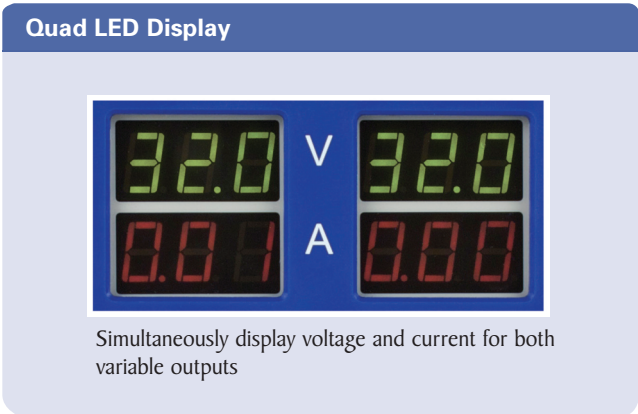 Quad LED Display
32.0 V 32.0
0.01 A 0.00
Simultaneously display voltage and current for both
variable outputs